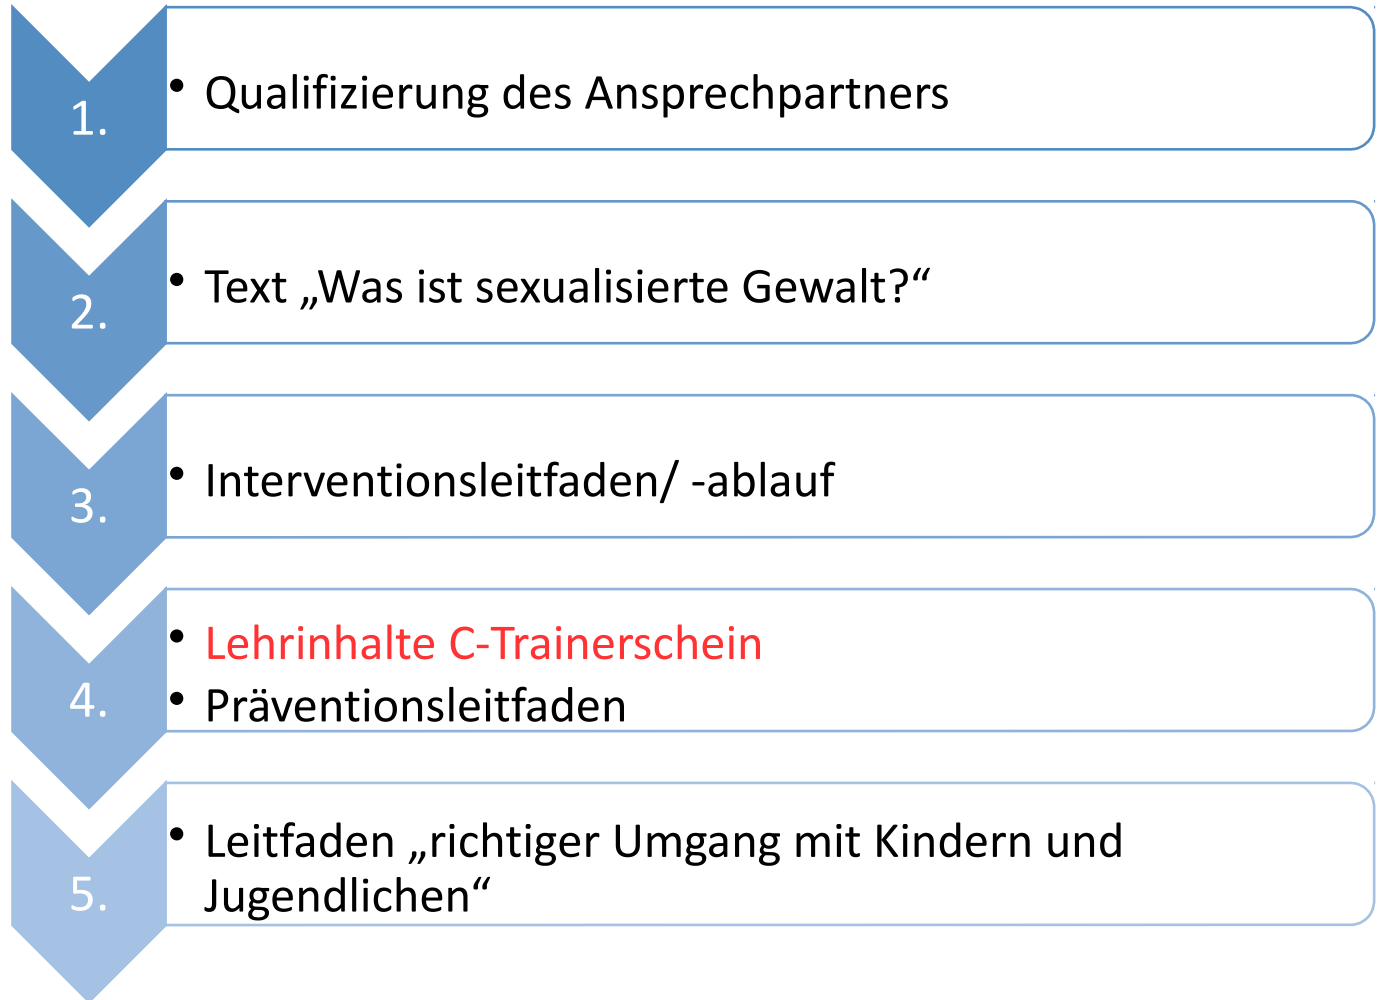 1.
• Qualifizierung des Ansprechpartners
2.
• Text „Was ist sexualisierte Gewalt?“
3.
• Interventionsleitfaden/ -ablauf
4.
• Lehrinhalte C-Trainerschein
• Präventionsleitfaden
5.
• Leitfaden „richtiger Umgang mit Kindern und
Jugendlichen“